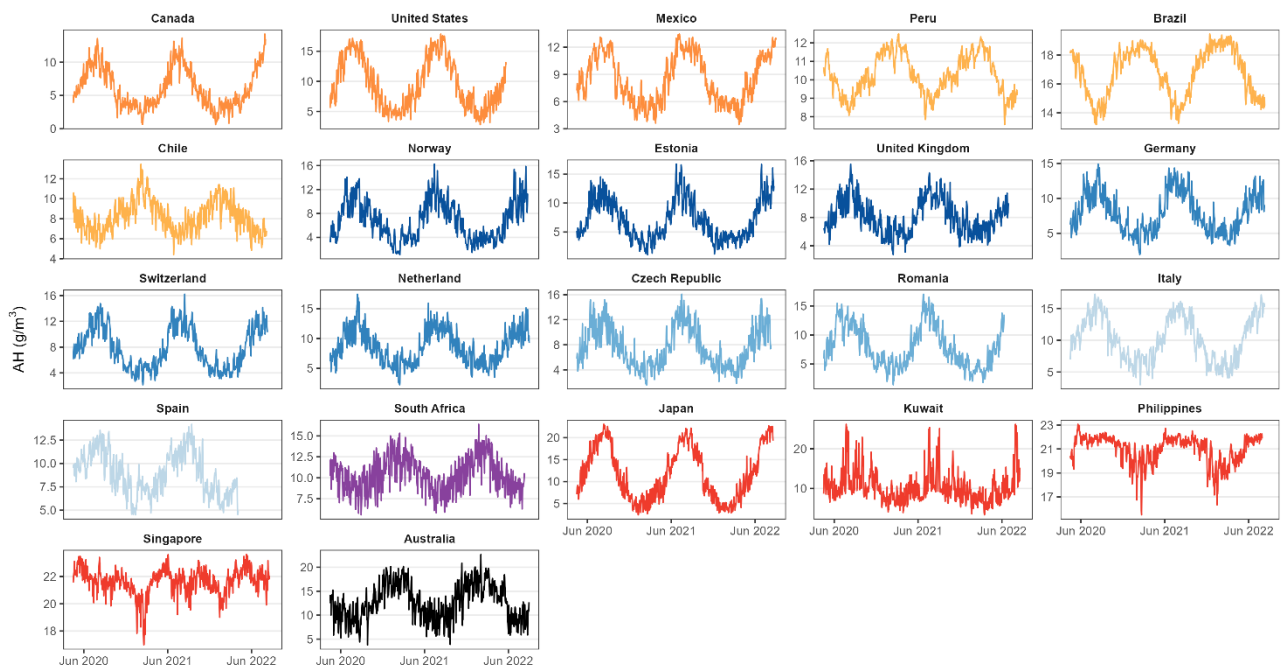 Canada United States Mexico Peru Brazil
10 5 0
15 10 5
12 9 6 3
12 11 10 9 8
18 16 14
Chile Norway Estonia United Kingdom Germany
12 10 8 6 4
16 12 8 4
15 10 5
16 12 8 4
15 10 5
Switzerland Netherland Czech Republic Romania Italy
AH (g/m³)
16 12 8 4
15 10 5
16 12 8 4
15 10 5
15 10 5
Spain South Africa Japan Kuwait Philippines
12.5 10.0 7.5 5.0
15.0 12.5 10.0 7.5
20 15 10 5
20 10
23 21 19 17
Jun 2020 Jun 2021 Jun 2022 Jun 2020 Jun 2021 Jun 2022 Jun 2020 Jun 2021 Jun 2022
Singapore Australia
22 20 18
20 15 10 5
Jun 2020 Jun 2021 Jun 2022 Jun 2020 Jun 2021 Jun 2022